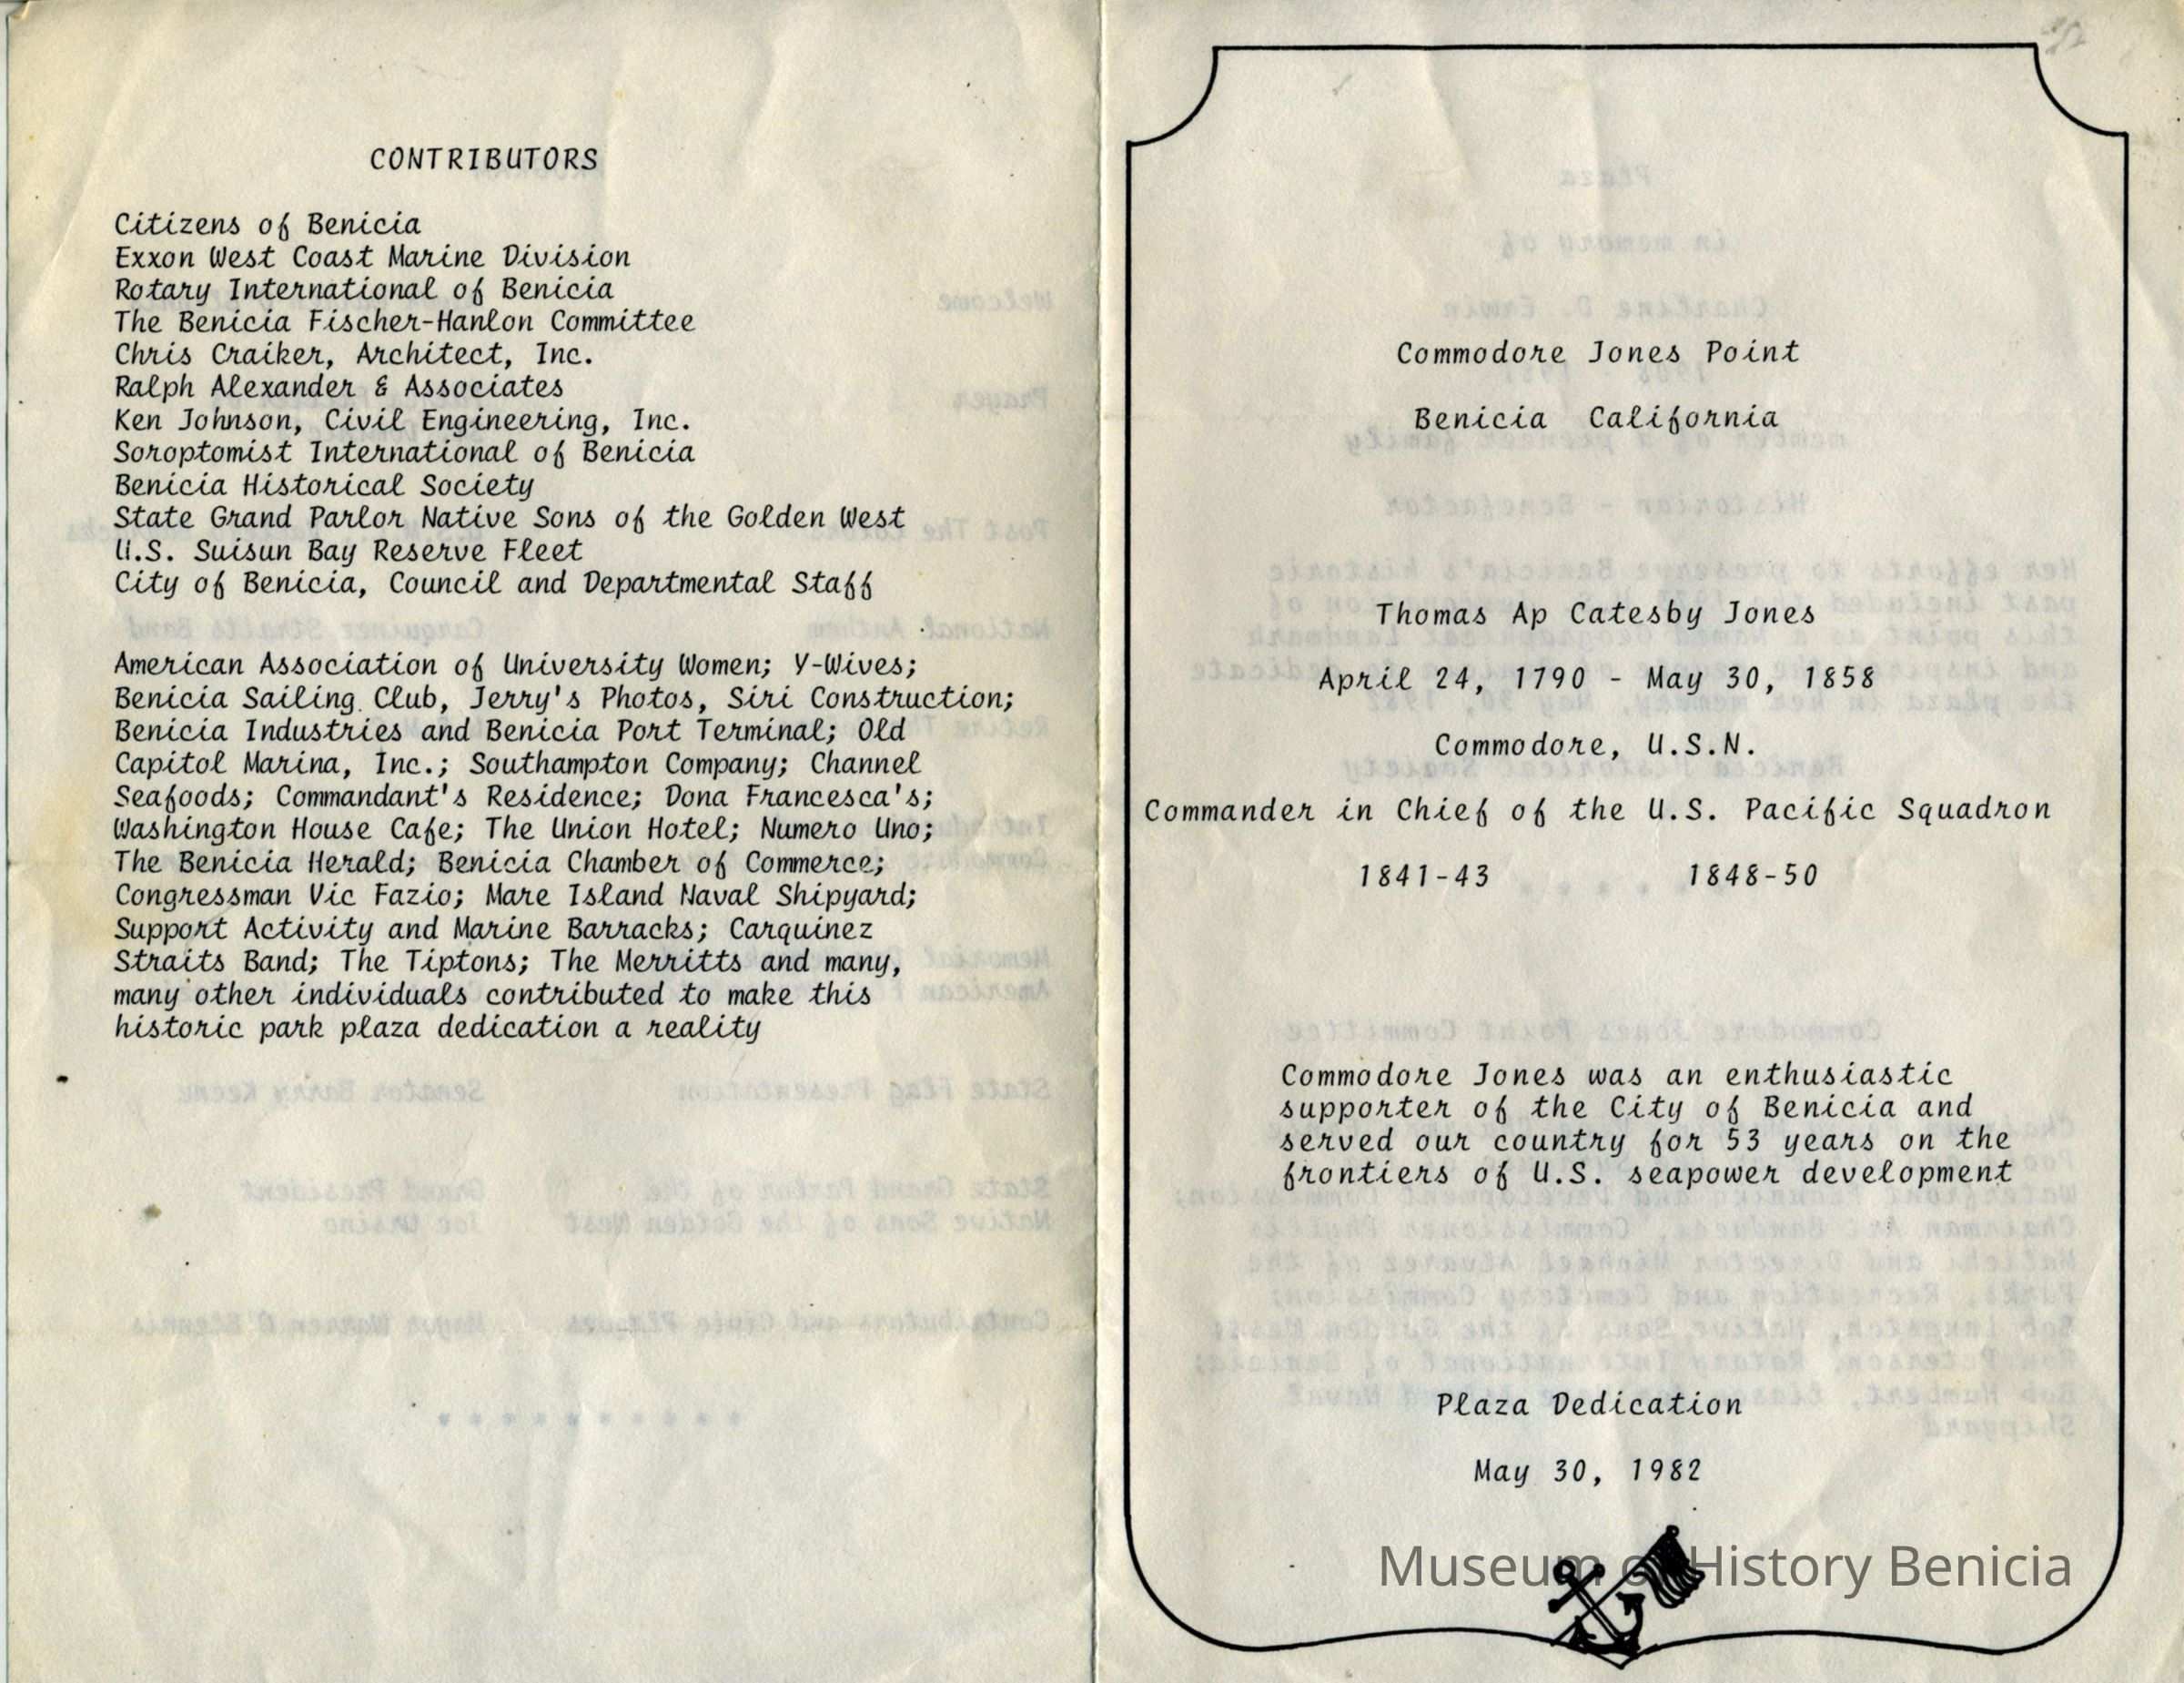 CONTRIBUTORS
Citizens of Benicia
Exxon West Coast Marine Division
Rotary International of Benicia
The Benicia Fischer-Hanlon Committee
Chris Craiker, Architect, Inc.
Ralph Alexander & Associates
Ken Johnson, Civil Engineering, Inc.
Soroptomist International of Benicia
Benicia Historical Society
State Grand Parlor Native Sons of the Golden West
U.S. Suisun Bay Reserve Fleet
City of Benicia, Council and Departmental Staff
American Association of University Women; Y-Wives;
Benicia Sailing Club, Jerry's Photos, Siri Construction;
Benicia Industries and Benicia Port Terminal; Old
Capitol Marina, Inc.; Southampton Company; Channel
Seafoods; Commandant's Residence; Dona Francesca's;
Washington House Cafe; The Union Hotel; Numero Uno;
The Benicia Herald; Benicia Chamber of Commerce;
Congressman Vic Fazio; Mare Island Naval Shipyard;
Support Activity and Marine Barracks; Carquinez
Straits Band; The Tiptons; The Merritts and many,
many other individuals contributed to make this
historic park plaza dedication a reality
Commodore Jones Point
Benicia California
Thomas Ap Catesby Jones
April 24, 1790 - May 30, 1858
Commodore, U.S.N.
Commander in Chief of the U.S. Pacific Squadron
1841-43 1848-50
Commodore Jones was an enthusiastic
supporter of the City of Benicia and
served our country for 53 years on the
frontiers of U.S. seapower development
Plaza Dedication
May 30, 1982
Museum of History Benicia